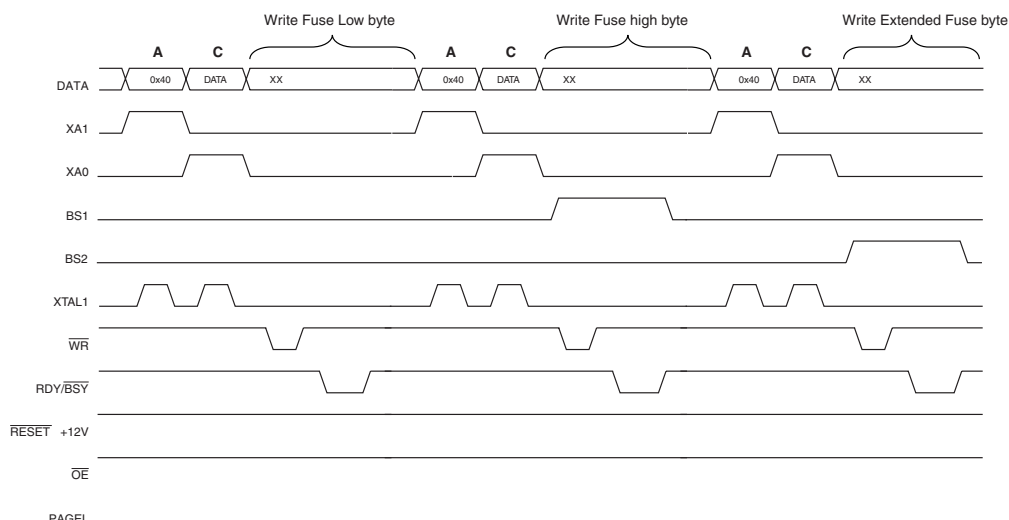 Write Fuse Low byte Write Fuse high byte Write Extended Fuse byte
A C A C A C
DATA 0x40 DATA XX 0x40 DATA XX 0x40 DATA XX
XA1
XA0
BS1
BS2
XTAL1
WR
RDY/BSY
RESET +12V
OE
PAGEL